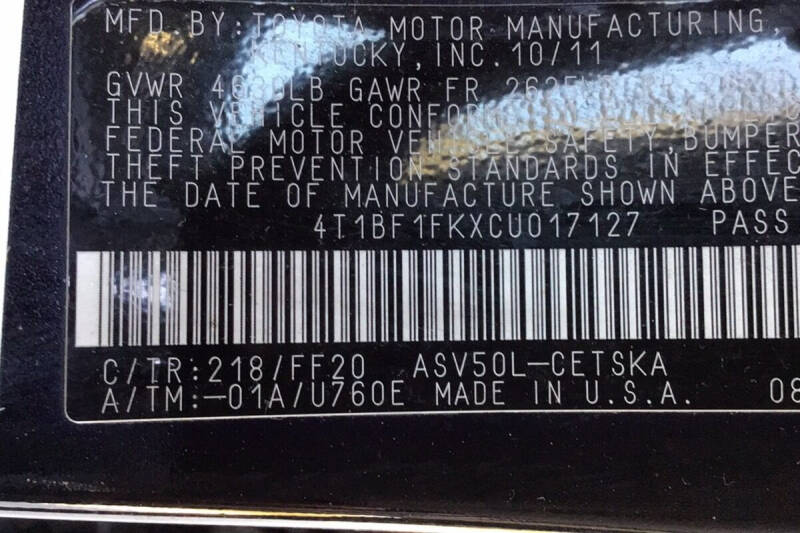 MFD BY: TOYOTA MOTOR MANUFACTURING,
KENTUCKY, INC. 10/11
GVWR LB GAWR FR
THIS VEHICLE
FEDERAL MOTOR SAFETY, BUMPER
THEFT PREVENTION STANDARDS IN EFFEC
THE DATE OF MANUFACTURE SHOWN ABOVE
4T1BF1FKXCU017127 PASS
C/TR:218/FF20 ASV50L-CETSKA
A/TM:-01A/U760E MADE IN U.S.A. 08